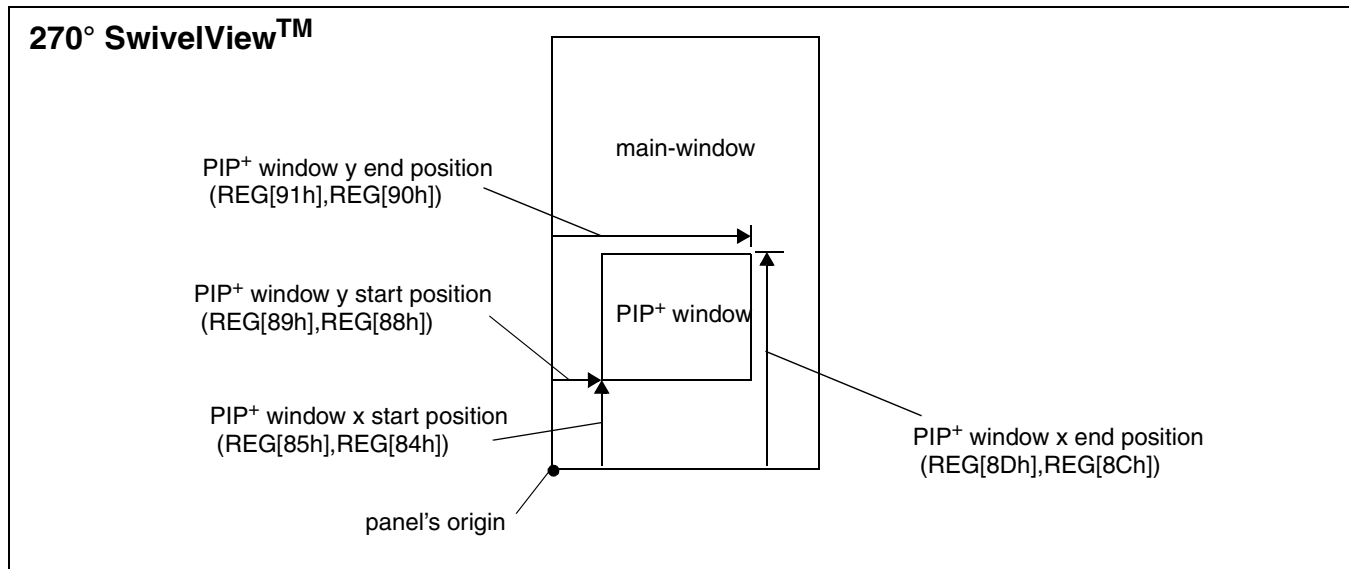 270° SwivelView™
main-window
PIP+ window y end position
(REG[91h],REG[90h])
PIP+ window y start position
(REG[89h],REG[88h])
PIP+ window
PIP+ window x start position
(REG[85h],REG[84h])
PIP+ window x end position
(REG[8Dh],REG[8Ch])
panel's origin